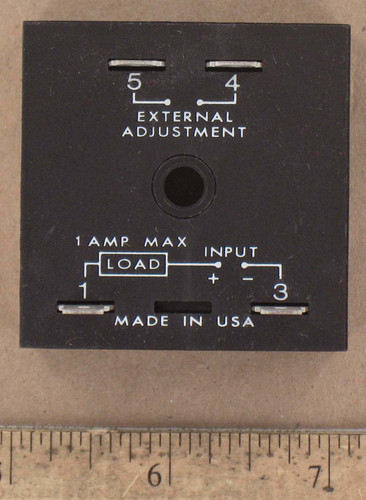 5 4
EXTERNAL
ADJUSTMENT
1 AMP MAX
INPUT
LOAD
+ −
1 3
MADE IN USA
6 7